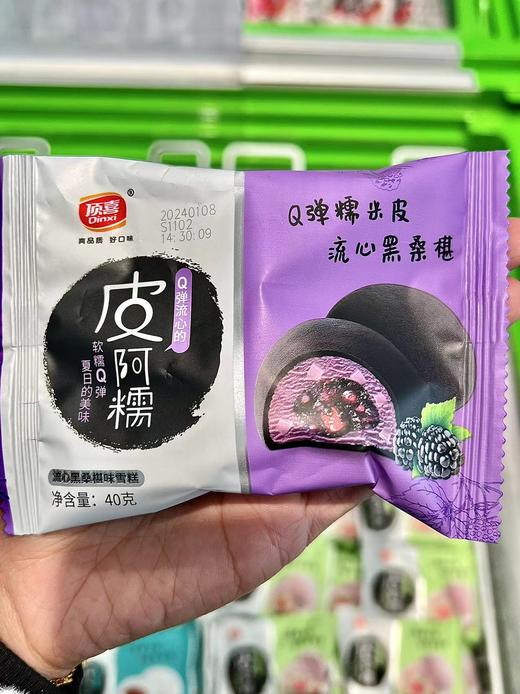 顶喜
®
Dinxi
真品质 好口味
20240108
S1102
14:30:09
Q弹流心的
皮阿糯
软糯Q弹
夏日的美味
流心黑桑椹味雪糕
净含量：40克
Q弹糯米皮
流心黑桑椹